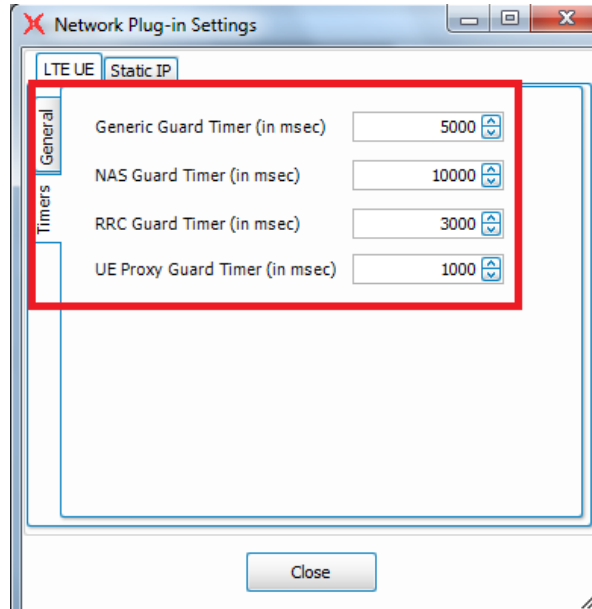 Network Plug-in Settings
LTE UE
Static IP
General
Timers
Generic Guard Timer (in msec) 5000
NAS Guard Timer (in msec) 10000
RRC Guard Timer (in msec) 3000
UE Proxy Guard Timer (in msec) 1000
Close